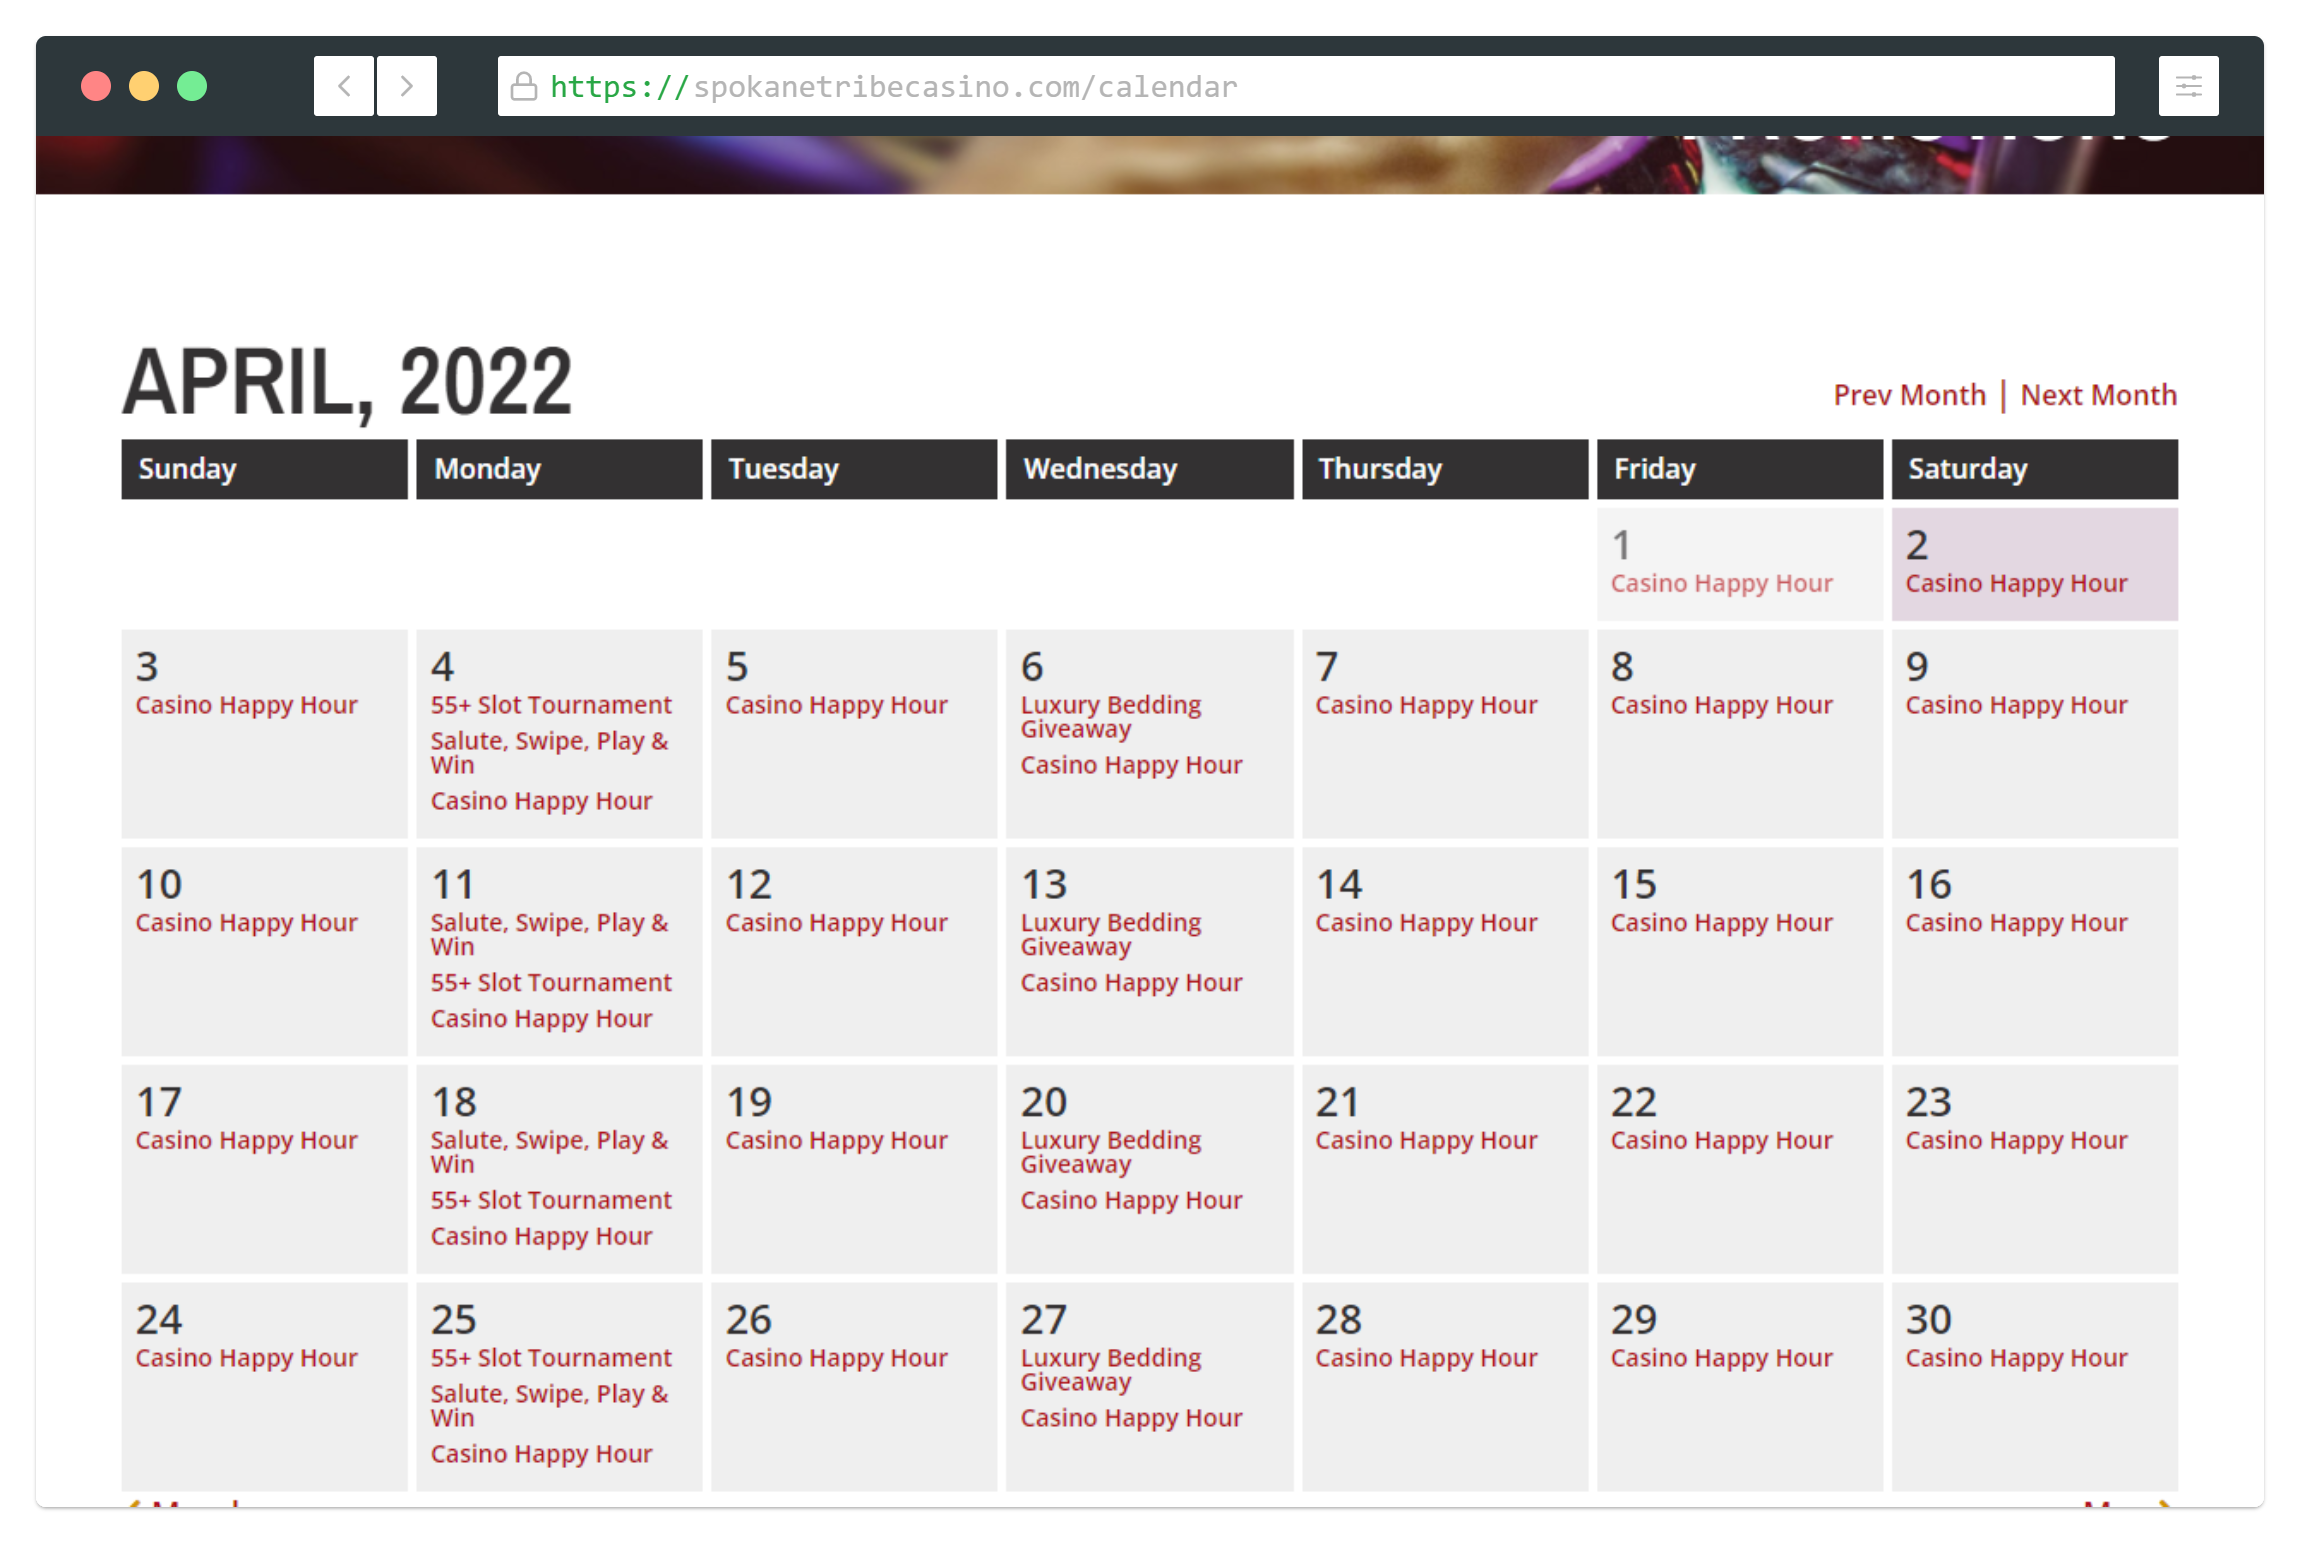 https://spokanetribecasino.com/calendar
APRIL, 2022
Prev Month | Next Month
Sunday Monday Tuesday Wednesday Thursday Friday Saturday
1
Casino Happy Hour
2
Casino Happy Hour
3
Casino Happy Hour
4
55+ Slot Tournament
Salute, Swipe, Play &
Win
Casino Happy Hour
5
Casino Happy Hour
6
Luxury Bedding
Giveaway
Casino Happy Hour
7
Casino Happy Hour
8
Casino Happy Hour
9
Casino Happy Hour
10
Casino Happy Hour
11
Salute, Swipe, Play &
Win
55+ Slot Tournament
Casino Happy Hour
12
Casino Happy Hour
13
Luxury Bedding
Giveaway
Casino Happy Hour
14
Casino Happy Hour
15
Casino Happy Hour
16
Casino Happy Hour
17
Casino Happy Hour
18
Salute, Swipe, Play &
Win
55+ Slot Tournament
Casino Happy Hour
19
Casino Happy Hour
20
Luxury Bedding
Giveaway
Casino Happy Hour
21
Casino Happy Hour
22
Casino Happy Hour
23
Casino Happy Hour
24
Casino Happy Hour
25
55+ Slot Tournament
Salute, Swipe, Play &
Win
Casino Happy Hour
26
Casino Happy Hour
27
Luxury Bedding
Giveaway
Casino Happy Hour
28
Casino Happy Hour
29
Casino Happy Hour
30
Casino Happy Hour